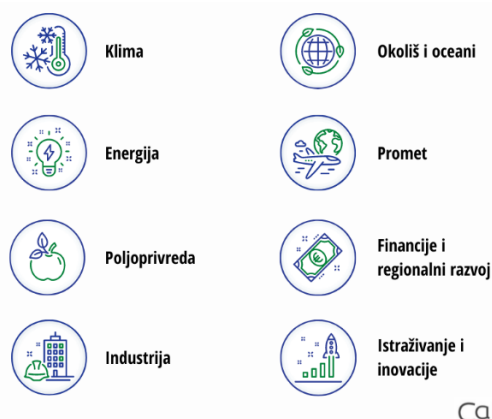 Klima
Okoliš i oceani
Energija
Promet
Poljoprivreda
Financije i
regionalni razvoj
Industrija
Istraživanje i
inovacije